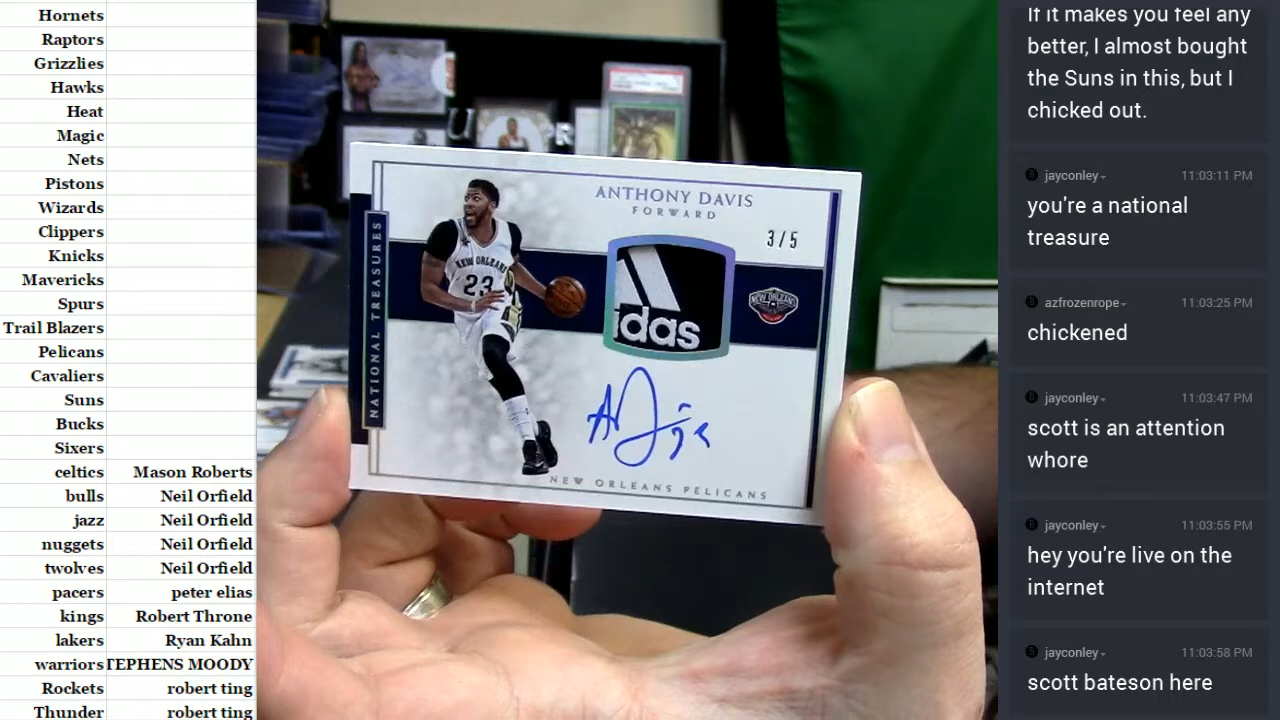 Hornets
Raptors
Grizzlies
Hawks
Heat
Magic
Nets
Pistons
Wizards
Clippers
Knicks
Mavericks
Spurs
Trail Blazers
Pelicans
Cavaliers
Suns
Bucks
Sixers
celtics Mason Roberts
bulls Neil Orfield
jazz Neil Orfield
nuggets Neil Orfield
twolves Neil Orfield
pacers peter elias
kings Robert Throne
lakers Ryan Kahn
warriors TEPHENS MOODY
Rockets robert ting
Thunder robert ting
ANTHONY DAVIS
FORWARD
3/5
NATIONAL TREASURES
NEW ORLEANS
23
idas
NEW ORLEANS
NEW ORLEANS PELICANS
If it makes you feel any
better, I almost bought
the Suns in this, but I
chicked out.
jayconley 11:03:11 PM
you're a national
treasure
azfrozenrope 11:03:25 PM
chickened
jayconley 11:03:47 PM
scott is an attention
whore
jayconley 11:03:55 PM
hey you're live on the
internet
jayconley 11:03:58 PM
scott bateson here